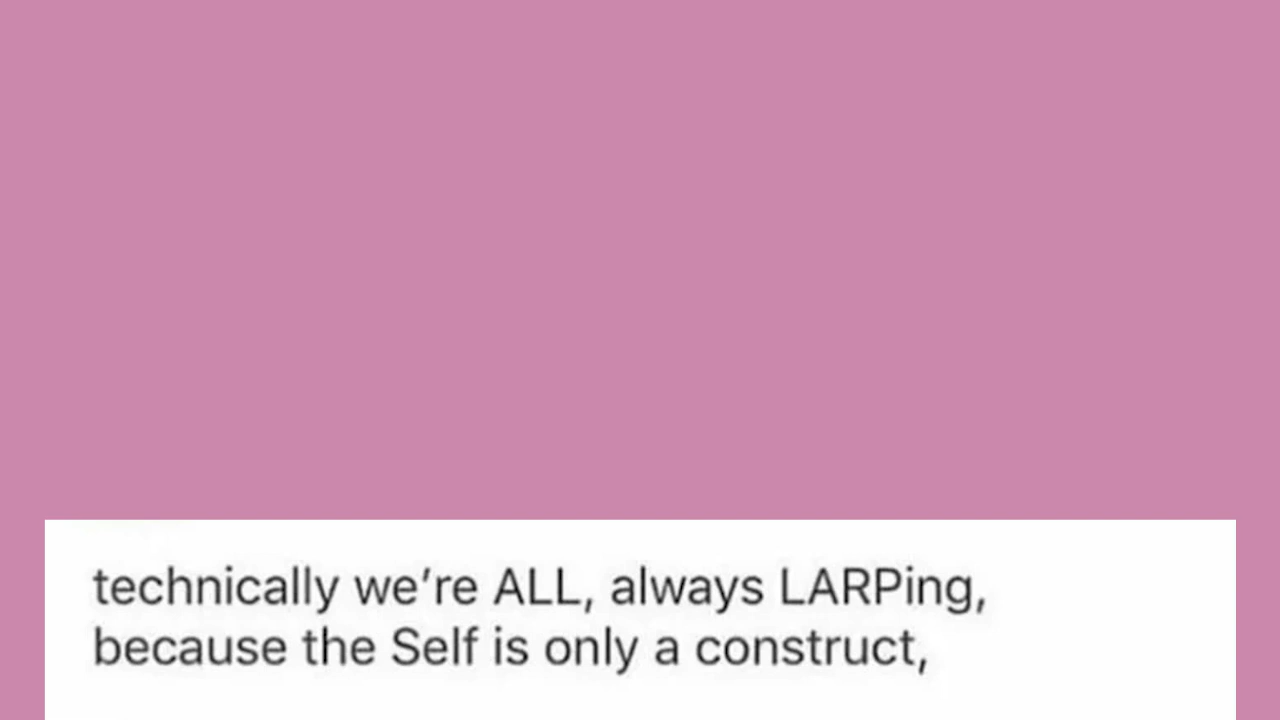 technically we’re ALL, always LARPing,
because the Self is only a construct,